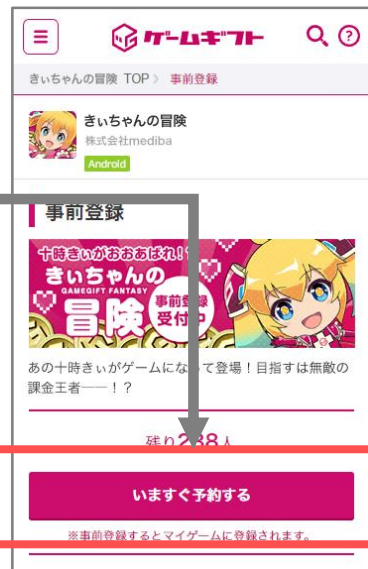 ゲームギフト
?
きぃちゃんの冒険 TOP 〉 事前登録
きぃちゃんの冒険
株式会社mediba
Android
事前登録
十時きぃがおおあばれ!?
きぃちゃんの
GAMEGIFT FANTASY
冒険
事前登録
受付中
あの十時きぃがゲームになって登場!目指すは無敵の
課金王者――!?
残り238人
いますぐ予約する
※事前登録するとマイゲームに登録されます。